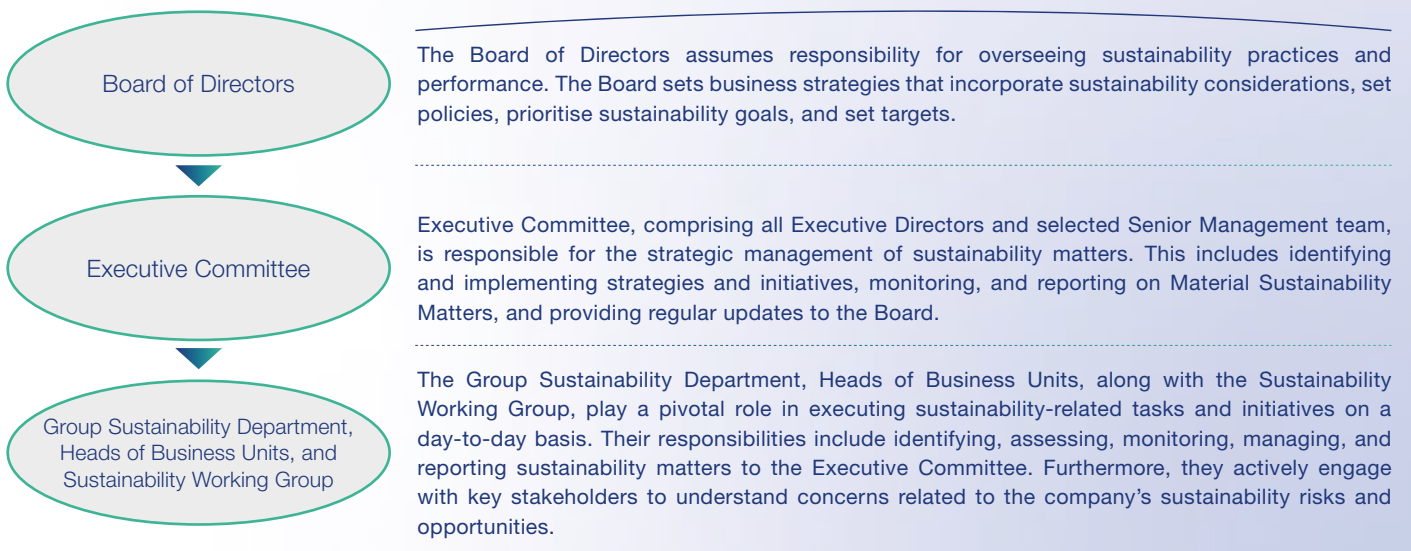 Board of Directors
The Board of Directors assumes responsibility for overseeing sustainability practices and
performance. The Board sets business strategies that incorporate sustainability considerations, set
policies, prioritise sustainability goals, and set targets.
Executive Committee
Executive Committee, comprising all Executive Directors and selected Senior Management team,
is responsible for the strategic management of sustainability matters. This includes identifying
and implementing strategies and initiatives, monitoring, and reporting on Material Sustainability
Matters, and providing regular updates to the Board.
Group Sustainability Department,
Heads of Business Units, and
Sustainability Working Group
The Group Sustainability Department, Heads of Business Units, along with the Sustainability
Working Group, play a pivotal role in executing sustainability-related tasks and initiatives on a
day-to-day basis. Their responsibilities include identifying, assessing, monitoring, managing, and
reporting sustainability matters to the Executive Committee. Furthermore, they actively engage
with key stakeholders to understand concerns related to the company’s sustainability risks and
opportunities.